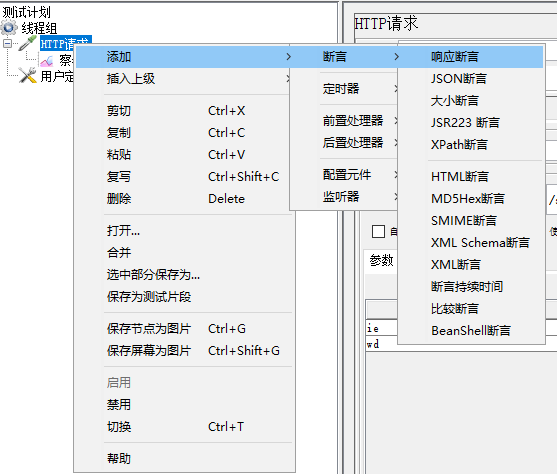 测试计划
线程组
HTTP请求
用户定
添加
插入上级
剪切 Ctrl+X
复制 Ctrl+C
粘贴 Ctrl+V
复写 Ctrl+Shift+C
删除 Delete
打开...
合并
选中部分保存为...
保存为测试片段
保存节点为图片 Ctrl+G
保存屏幕为图片 Ctrl+Shift+G
启用
禁用
切换 Ctrl+T
帮助
断言
定时器
前置处理器
后置处理器
配置元件
监听器
响应断言
JSON断言
大小断言
JSR223 断言
XPath断言
HTML断言
MD5Hex断言
SMIME断言
XML Schema断言
XML断言
断言持续时间
比较断言
BeanShell断言
HTTP请求
自
使
参数
ie
wd